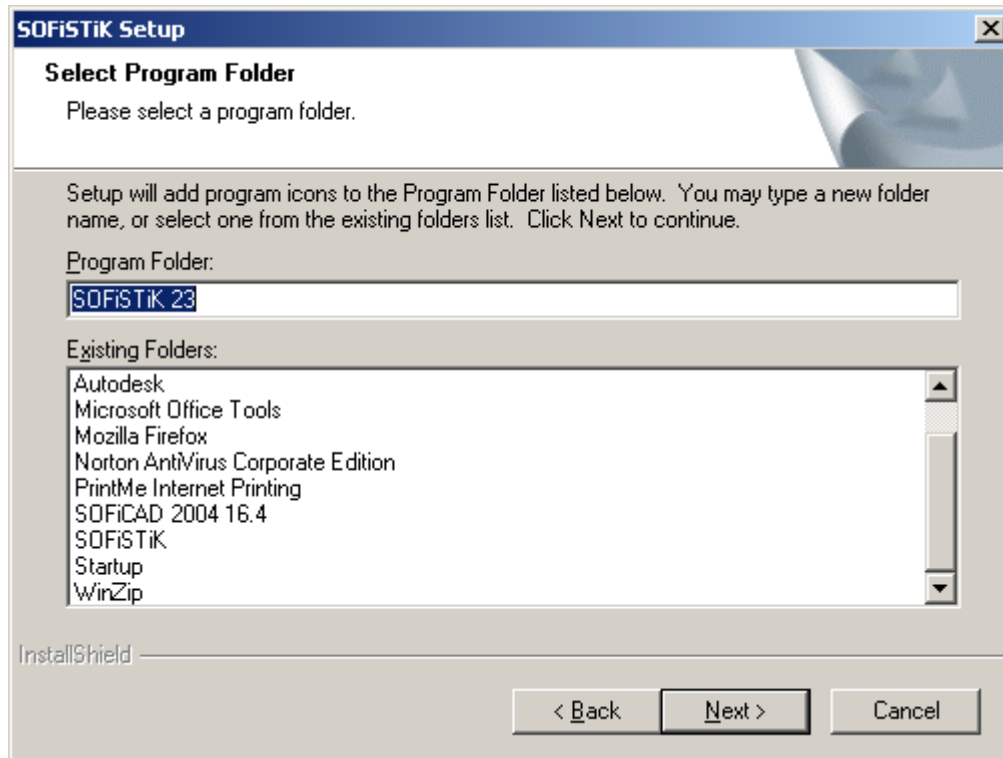 SOFiSTiK Setup
Select Program Folder
Please select a program folder.
Setup will add program icons to the Program Folder listed below.  You may type a new folder
name, or select one from the existing folders list.  Click Next to continue.
Program Folder:
SOFiSTiK 23
Existing Folders:
Autodesk
Microsoft Office Tools
Mozilla Firefox
Norton AntiVirus Corporate Edition
PrintMe Internet Printing
SOFiCAD 2004 16.4
SOFiSTiK
Startup
WinZip
InstallShield
< Back
Next >
Cancel